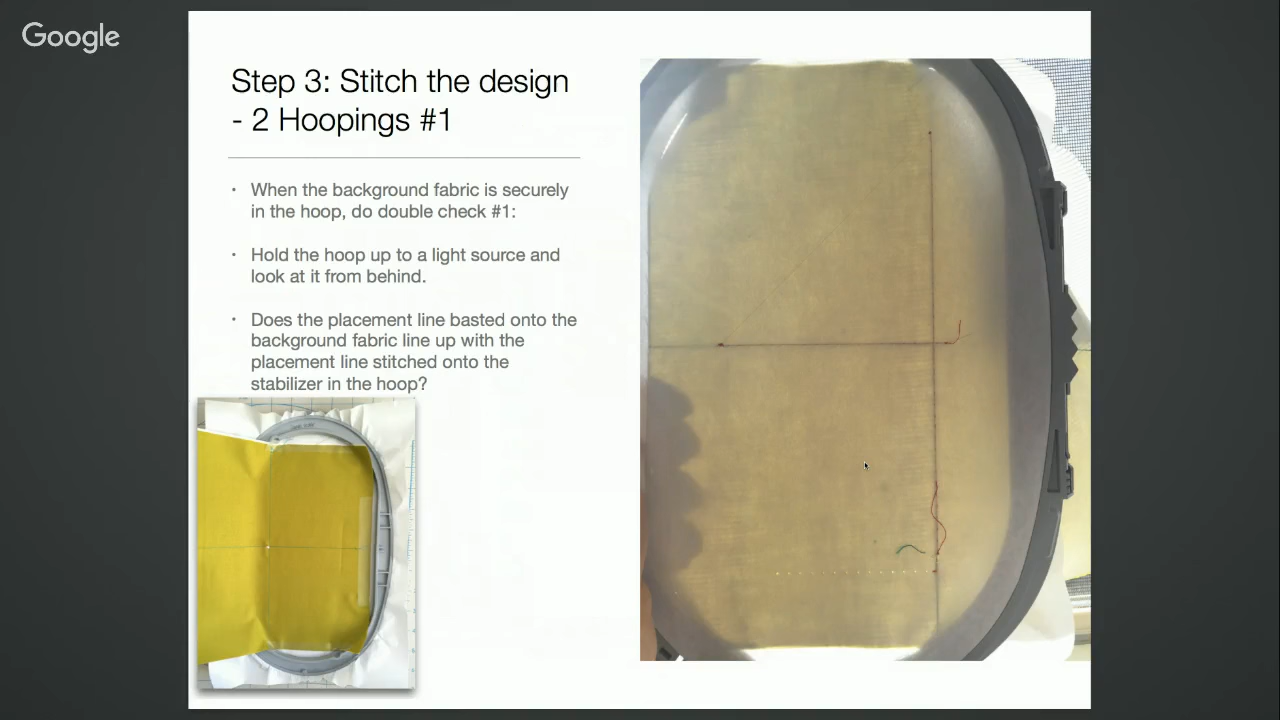 Google
Step 3: Stitch the design
- 2 Hoopings #1
• When the background fabric is securely
in the hoop, do double check #1:
• Hold the hoop up to a light source and
look at it from behind.
• Does the placement line basted onto the
background fabric line up with the
placement line stitched onto the
stabilizer in the hoop?